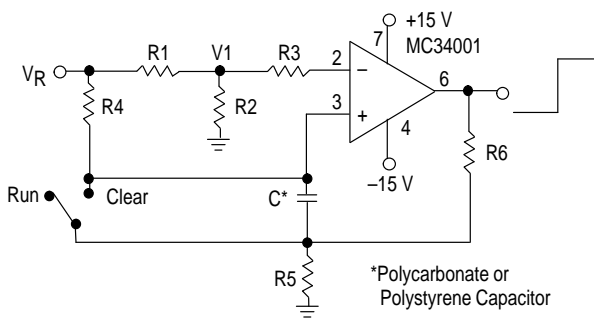 +15 V
7
MC34001
VR
R1
V1
R3
2
−
6
R4
R2
3
+
4
R6
−15 V
Run
Clear
C*
R5
*Polycarbonate or
Polystyrene Capacitor